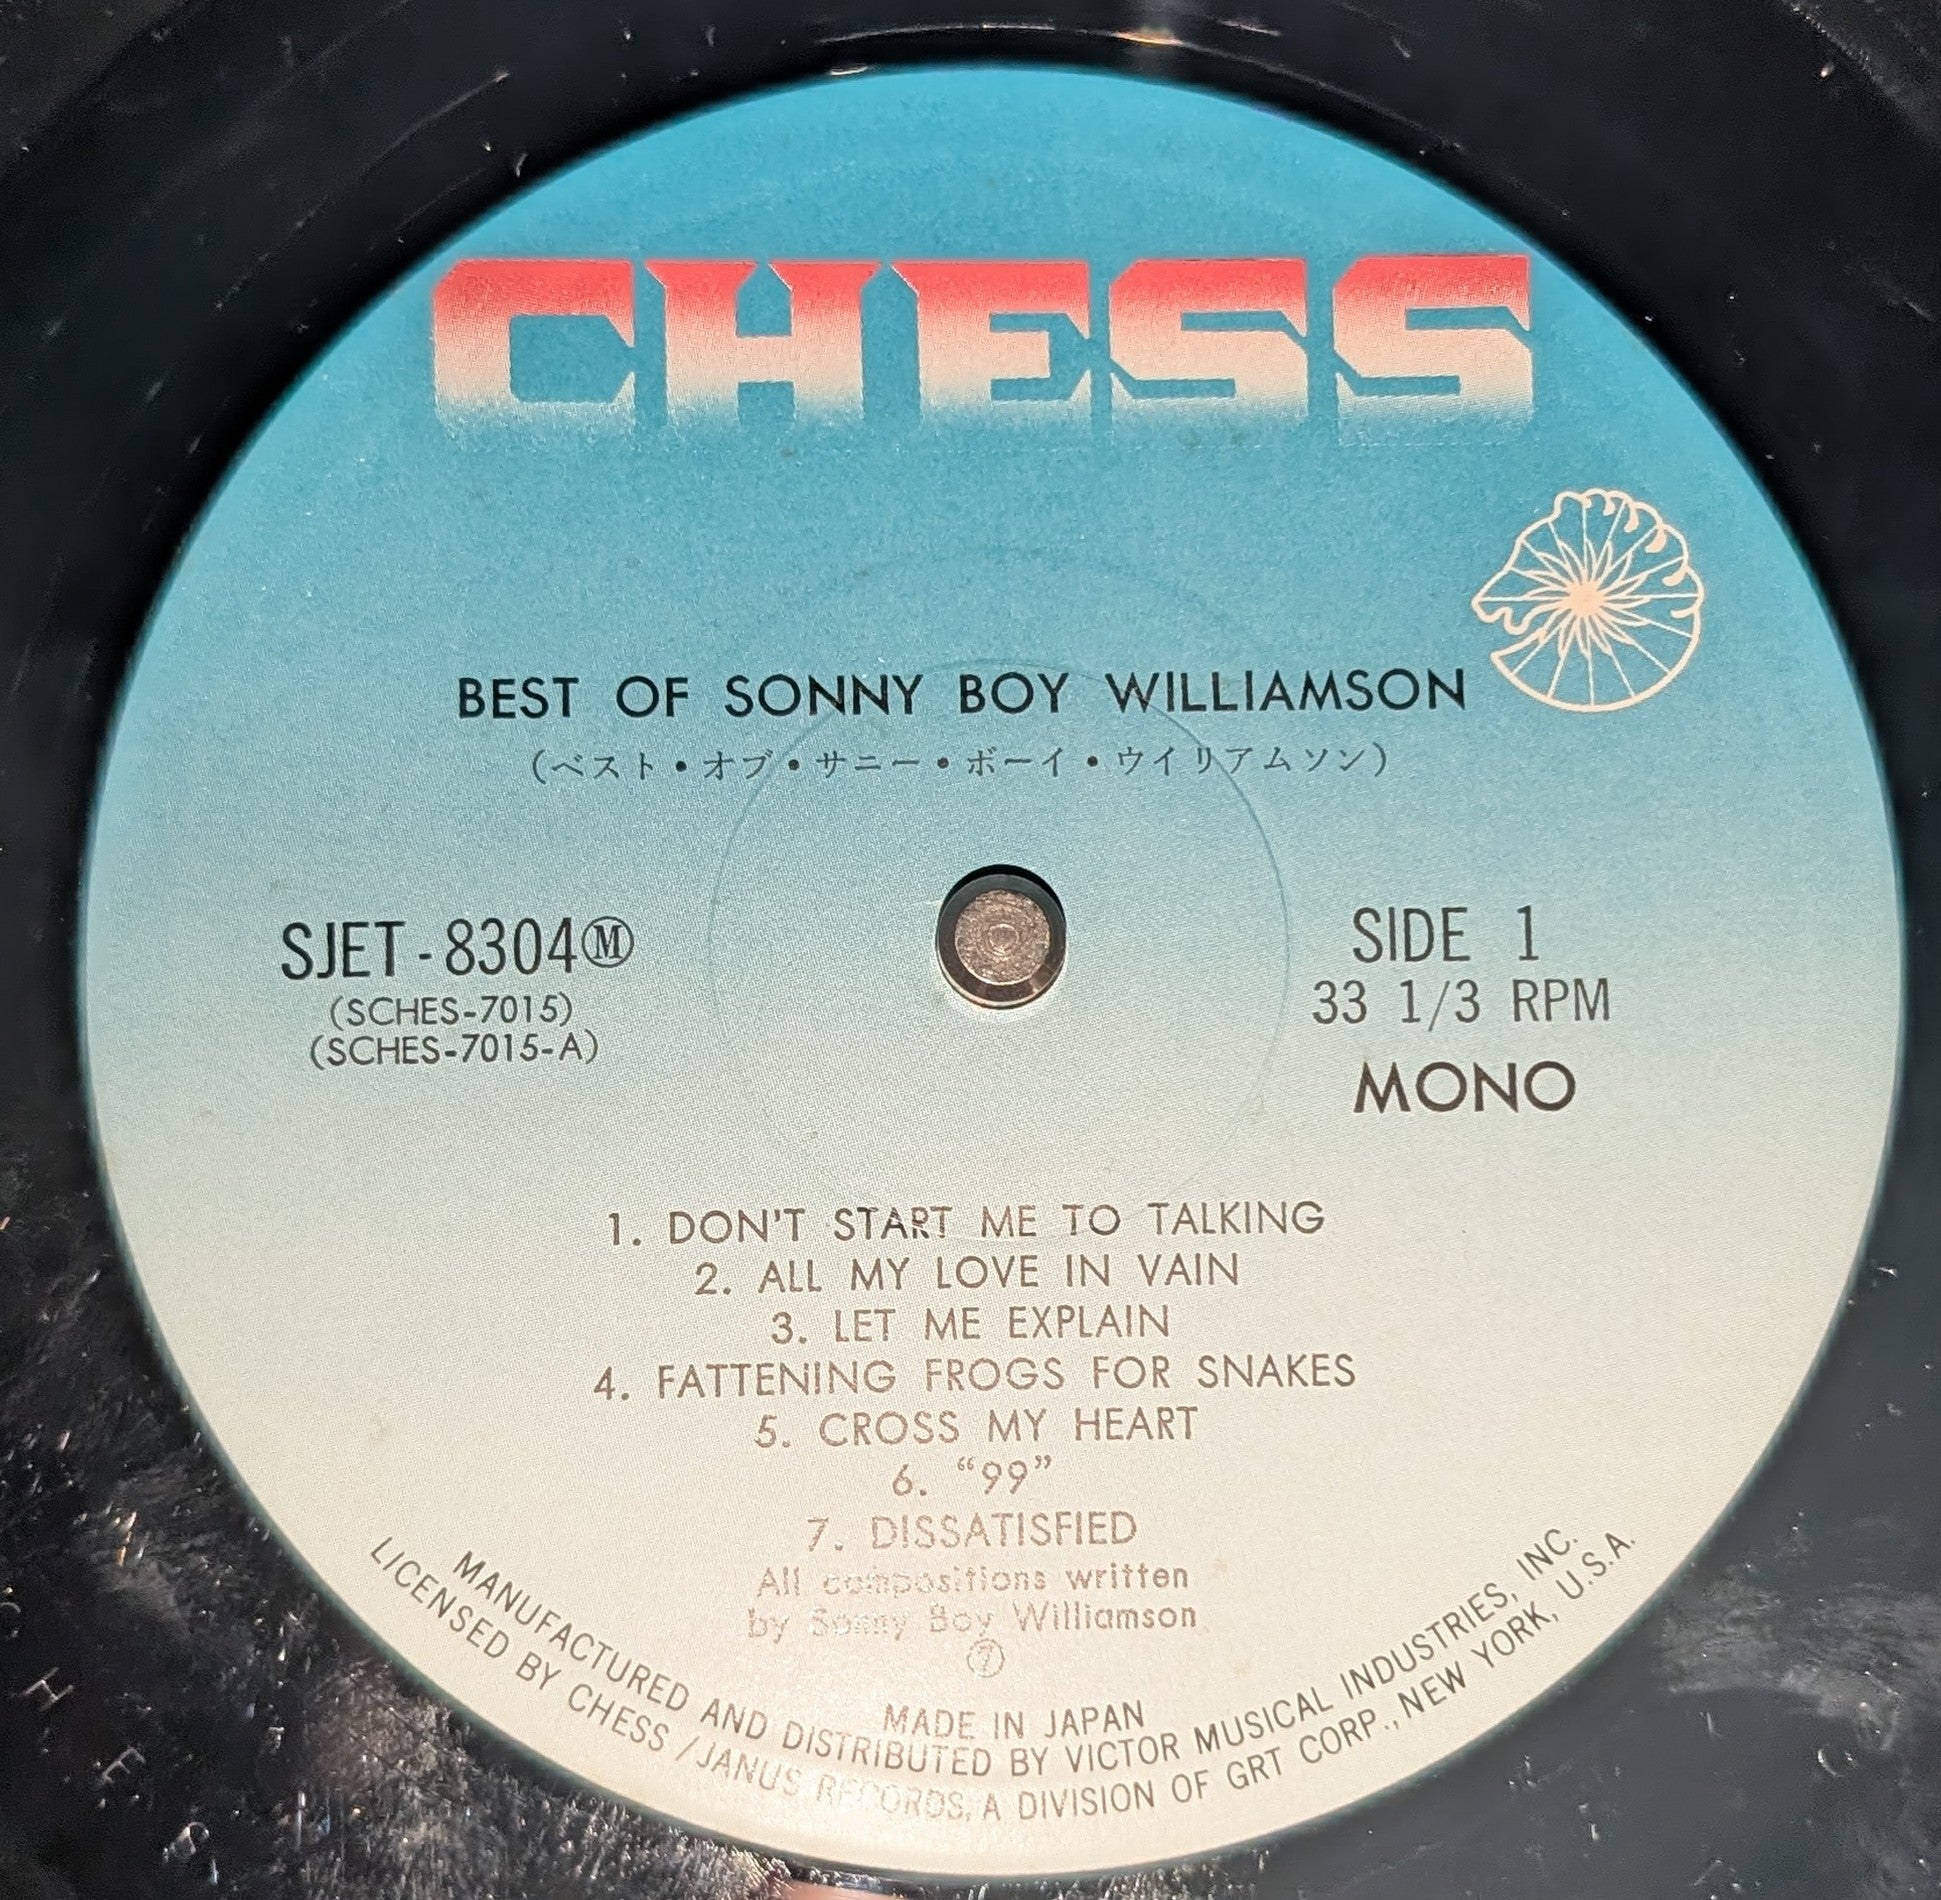 CHESS
BEST OF SONNY BOY WILLIAMSON
(ベスト・オブ・サニー・ボーイ・ウイリアムソン)
SJET-8304Ⓜ
(SCHES-7015)
(SCHES-7015-A)
SIDE 1
33 1/3 RPM
MONO
1. DON'T START ME TO TALKING
2. ALL MY LOVE IN VAIN
3. LET ME EXPLAIN
4. FATTENING FROGS FOR SNAKES
5. CROSS MY HEART
6. “99”
7. DISSATISFIED
All compositions written
by Sonny Boy Williamson
MADE IN JAPAN
MANUFACTURED AND DISTRIBUTED BY VICTOR MUSICAL INDUSTRIES, INC.
LICENSED BY CHESS / JANUS RECORDS, A DIVISION OF GRT CORP., NEW YORK, U.S.A.